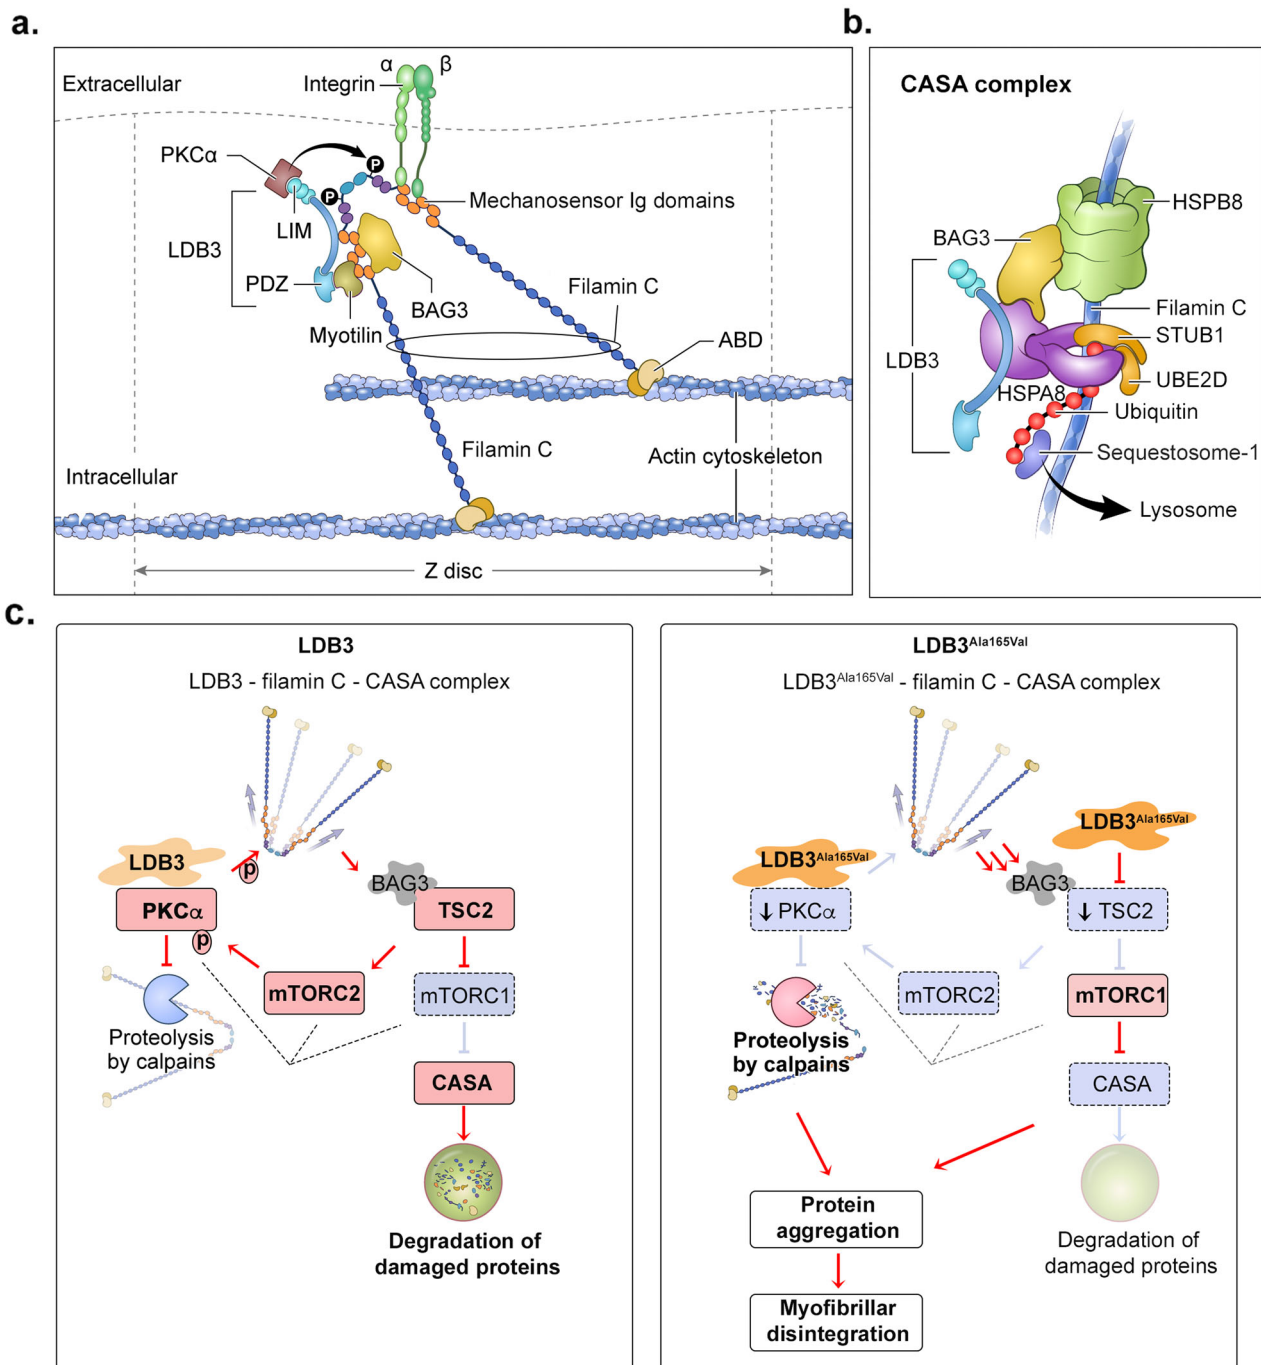 a.
Extracellular
Integrin
α
β
PKCα
P
P
LIM
LDB3
PDZ
Myotilin
BAG3
Mechanosensor Ig domains
Filamin C
ABD
Filamin C
Actin cytoskeleton
Intracellular
Z disc
b.
CASA complex
HSPB8
BAG3
Filamin C
STUB1
LDB3
HSPA8
UBE2D
Ubiquitin
Sequestosome-1
Lysosome
c.
LDB3
LDB3 - filamin C - CASA complex
LDB3
p
BAG3
PKCα
TSC2
p
mTORC2
mTORC1
Proteolysis
by calpains
CASA
Degradation of
damaged proteins
LDB3Ala165Val
LDB3Ala165Val - filamin C - CASA complex
LDB3Ala165Val
LDB3Ala165Val
BAG3
↓ PKCα
↓ TSC2
mTORC2
mTORC1
Proteolysis
by calpains
CASA
Protein
aggregation
Degradation of
damaged proteins
Myofibrillar
disintegration